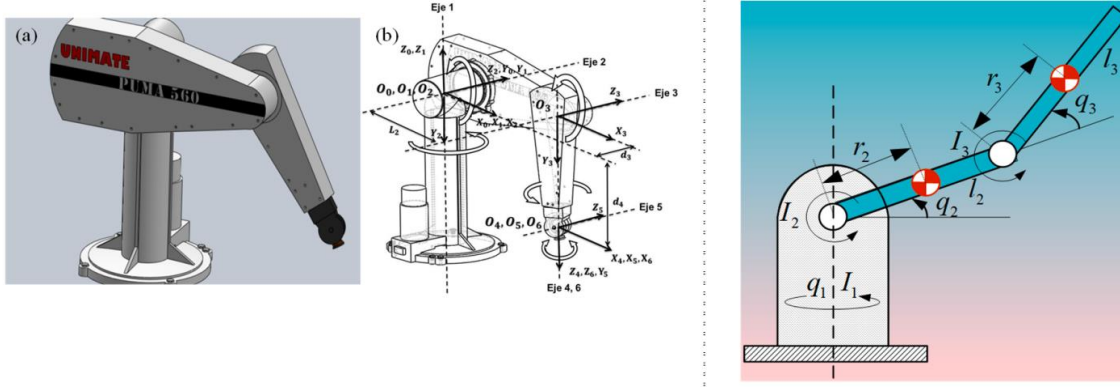 (a)
UNIMATE
PUMA 560
(b)
Eje 1
Z₀, Z₁
Eje 2
Z₂, Y₀, Y₁
O₀, O₁, O₂
O₃
Z₃
Eje 3
X₀, X₁, X₂
X₃
L₂
Y₂
Y₃
d₃
d₄
Z₅
Eje 5
O₄, O₅, O₆
X₄, X₅, X₆
Z₄, Z₆, Y₅
Eje 4, 6
l₃
r₃
q₃
r₂
I₃
l₂
I₂
q₂
q₁ I₁